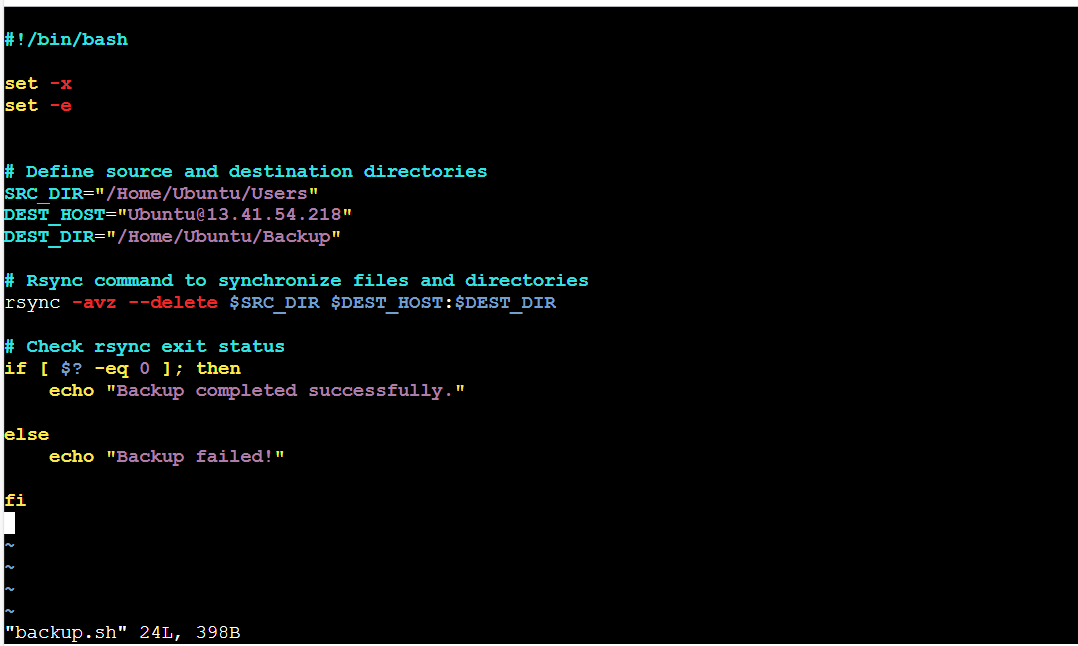 #!/bin/bash
set -x
set -e
# Define source and destination directories
SRC_DIR="/Home/Ubuntu/Users"
DEST_HOST="Ubuntu@13.41.54.218"
DEST_DIR="/Home/Ubuntu/Backup"
# Rsync command to synchronize files and directories
rsync -avz --delete $SRC_DIR $DEST_HOST:$DEST_DIR
# Check rsync exit status
if [ $? -eq 0 ]; then
    echo "Backup completed successfully."
else
    echo "Backup failed!"
fi
~
~
~
~
"backup.sh" 24L, 398B